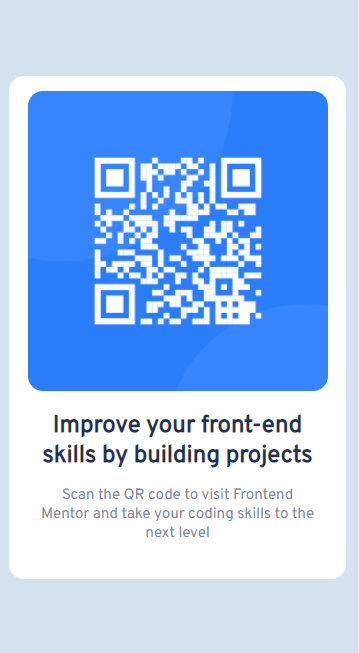 Improve your front-end
skills by building projects
Scan the QR code to visit Frontend
Mentor and take your coding skills to the
next level